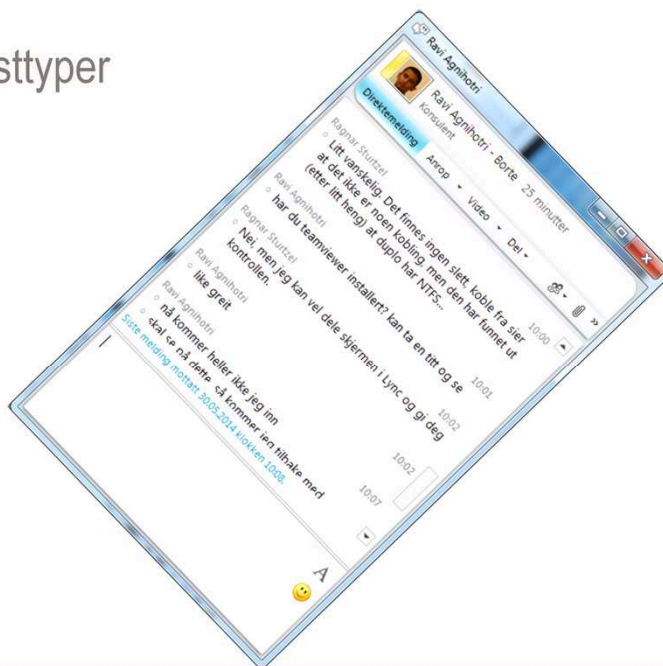 sttyper
Ravi Agnihotri
Ravi Agnihotri - Borte 25 minutter
Konsulent
Direktemelding Anrop Video Del
Ragnar Sturtzel 10:00
Litt vanskelig. Det finnes ingen slett, koble fra sier
at det ikke er noen kobling, men den har funnet ut
(etter litt heng) at duplo har NTFS...
Ravi Agnihotri 10:01
har du teamviewer installert? kan ta en titt og se
Ragnar Sturtzel 10:02
Nei, men jeg kan vel dele skjermen i Lync og gi deg
kontrollen.
Ravi Agnihotri 10:02
like greit
Ravi Agnihotri 10:07
nå kommer heller ikke jeg inn
skal se på dette, så kommer jeg tilbake med
Siste melding mottatt 30.05.2014 klokken 10:08.
A